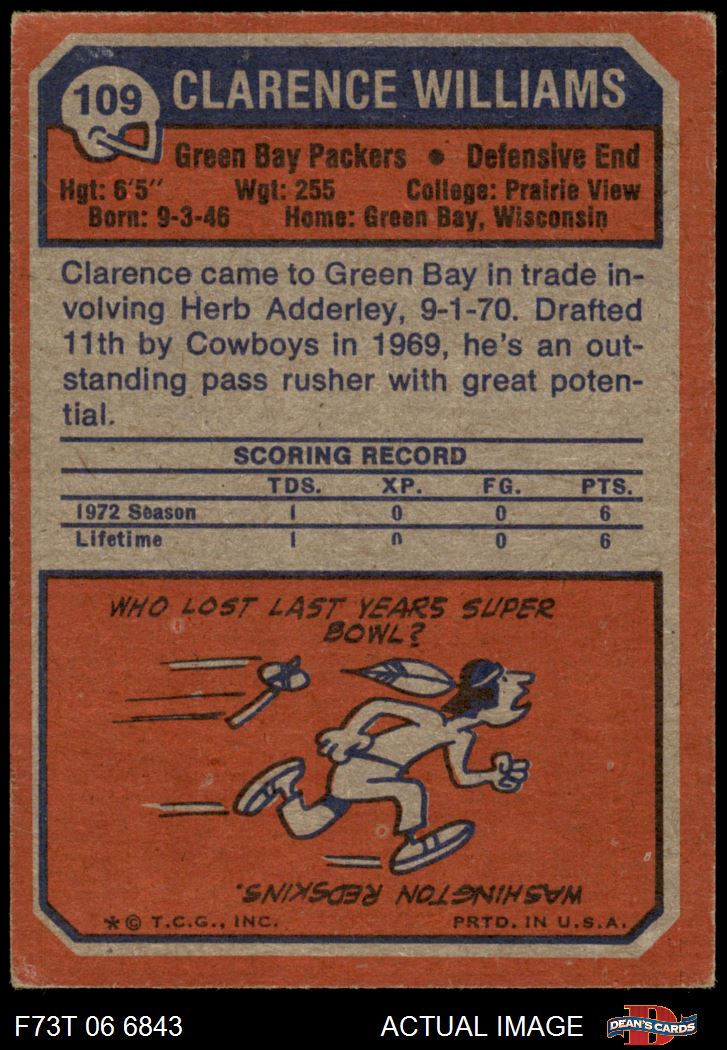 109
CLARENCE WILLIAMS
Green Bay Packers • Defensive End
Hgt: 6'5" Wgt: 255 College: Prairie View
Born: 9-3-46 Home: Green Bay, Wisconsin
Clarence came to Green Bay in trade in-
volving Herb Adderley, 9-1-70. Drafted
11th by Cowboys in 1969, he's an out-
standing pass rusher with great poten-
tial.
SCORING RECORD
TDS. XP. FG. PTS.
1972 Season 1 0 0 6
Lifetime 1 0 0 6
WHO LOST LAST YEARS SUPER
BOWL?
WASHINGTON REDSKINS.
*© T.C.G., INC. PRTD. IN U.S.A.
F73T 06 6843 ACTUAL IMAGE D DEAN'S CARDS